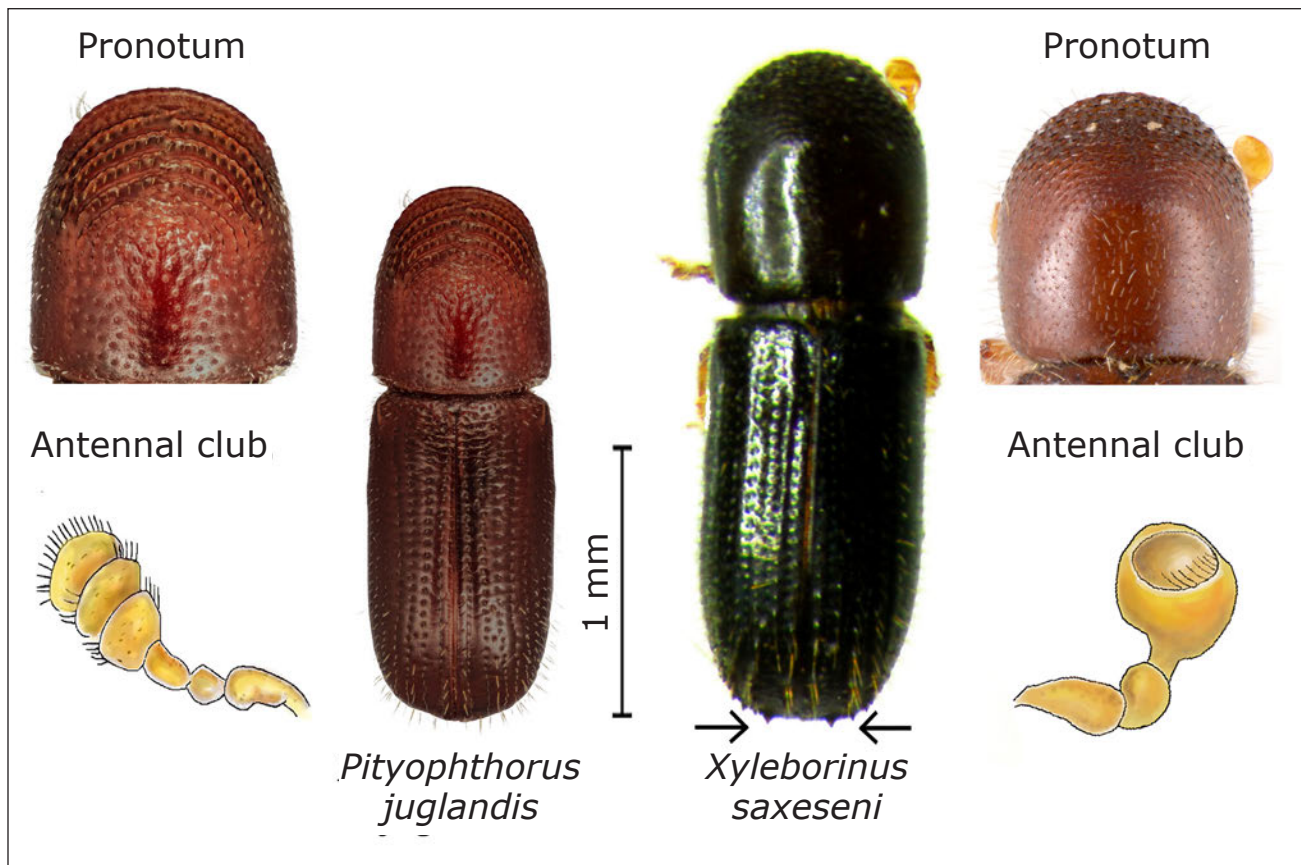 Pronotum
Pronotum
Antennal club
Antennal club
1 mm
Pityophthorus
juglandis
Xyleborinus
saxeseni